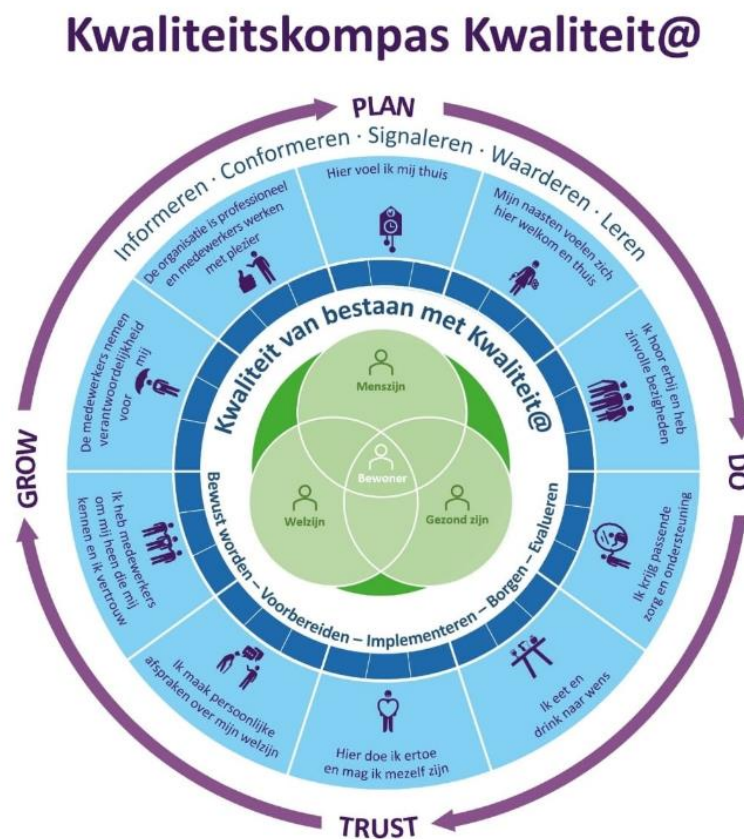 Kwaliteitskompas Kwaliteit@
PLAN
Informeren · Conformeren · Signaleren · Waarderen · Leren
Hier voel ik mij thuis
Mijn naasten voelen zich
hier welkom en thuis
Ik hoor erbij en heb
zinvolle bezigheden
DO
Ik krijg passende
zorg en ondersteuning
Ik eet en
drink naar wens
Hier doe ik ertoe
en mag ik mezelf zijn
TRUST
Ik maak persoonlijke
afspraken over mijn welzijn
Ik heb medewerkers
om mij heen die mij
kennen en ik vertrouw
GROW
De medewerkers nemen
verantwoordelijkheid
voor mij
De organisatie is professioneel
en medewerkers werken
met plezier
Kwaliteit van bestaan met Kwaliteit@
Menszijn
Bewoner
Welzijn
Gezond zijn
Bewust worden – Voorbereiden – Implementeren – Borgen – Evalueren